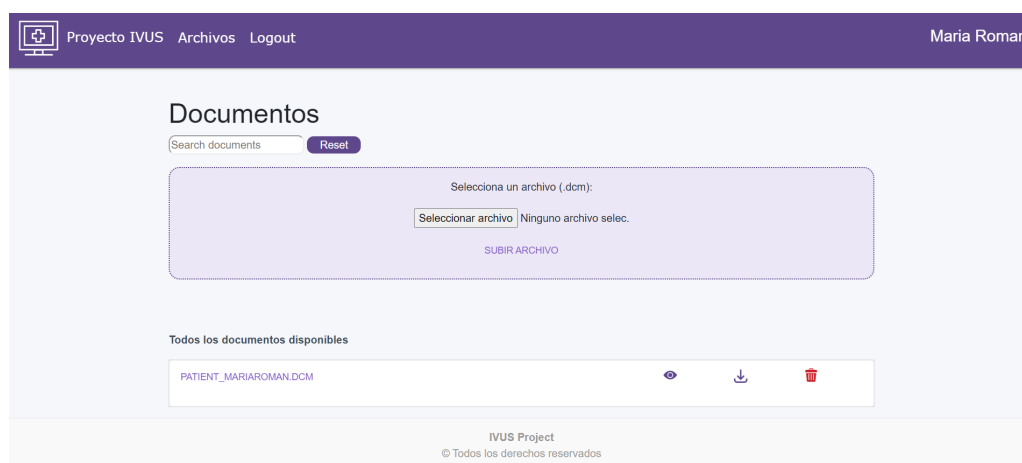 Proyecto IVUS Archivos Logout Maria Roman
Documentos
Search documents Reset
Selecciona un archivo (.dcm):
Seleccionar archivo Ninguno archivo selec.
SUBIR ARCHIVO
Todos los documentos disponibles
PATIENT_MARIAROMAN.DCM
IVUS Project
© Todos los derechos reservados